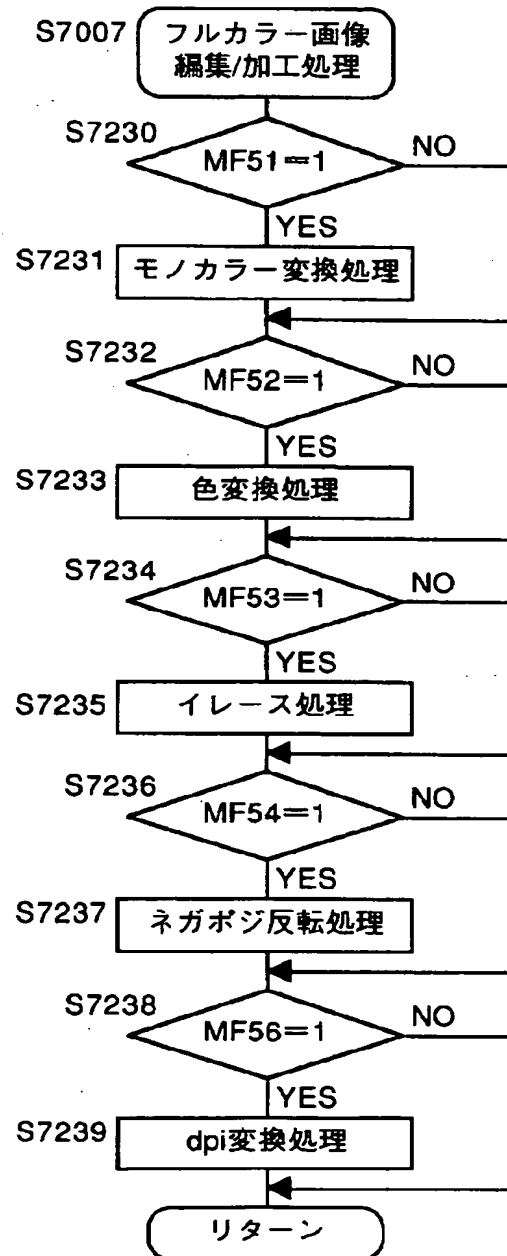 S7007
フルカラー画像
編集/加工処理
S7230
MF51＝1
NO
YES
S7231
モノカラー変換処理
S7232
MF52＝1
NO
YES
S7233
色変換処理
S7234
MF53＝1
NO
YES
S7235
イレース処理
S7236
MF54＝1
NO
YES
S7237
ネガポジ反転処理
S7238
MF56＝1
NO
YES
S7239
dpi変換処理
リターン